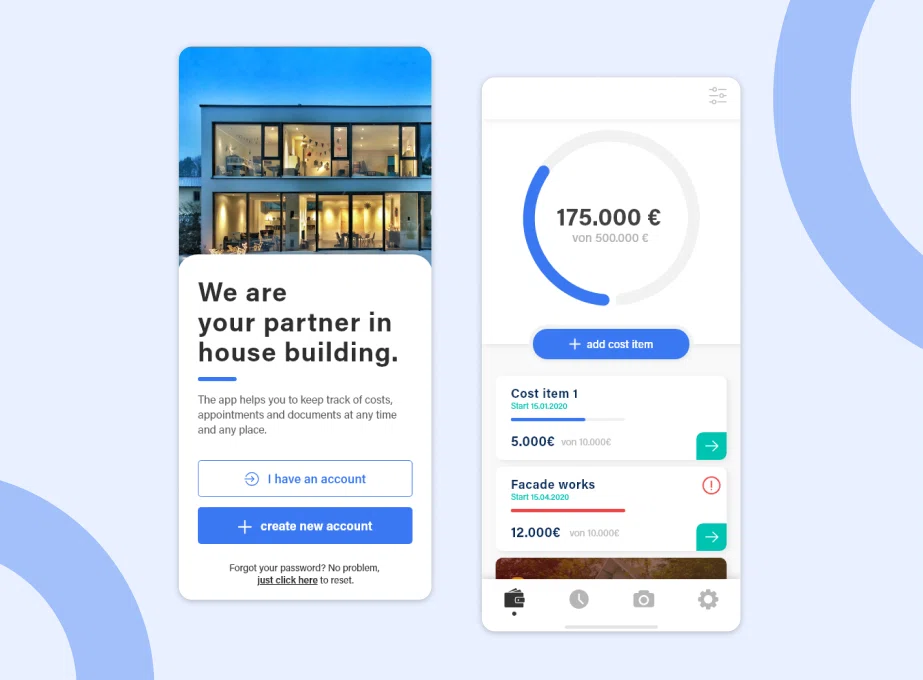 We are
your partner in
house building.
The app helps you to keep track of costs,
appointments and documents at any time
and any place.
I have an account
create new account
Forgot your password? No problem,
just click here to reset.
175.000 €
von 500.000 €
add cost item
Cost item 1
Start 15.01.2020
5.000€ von 10.000€
Facade works
Start 15.04.2020
12.000€ von 10.000€